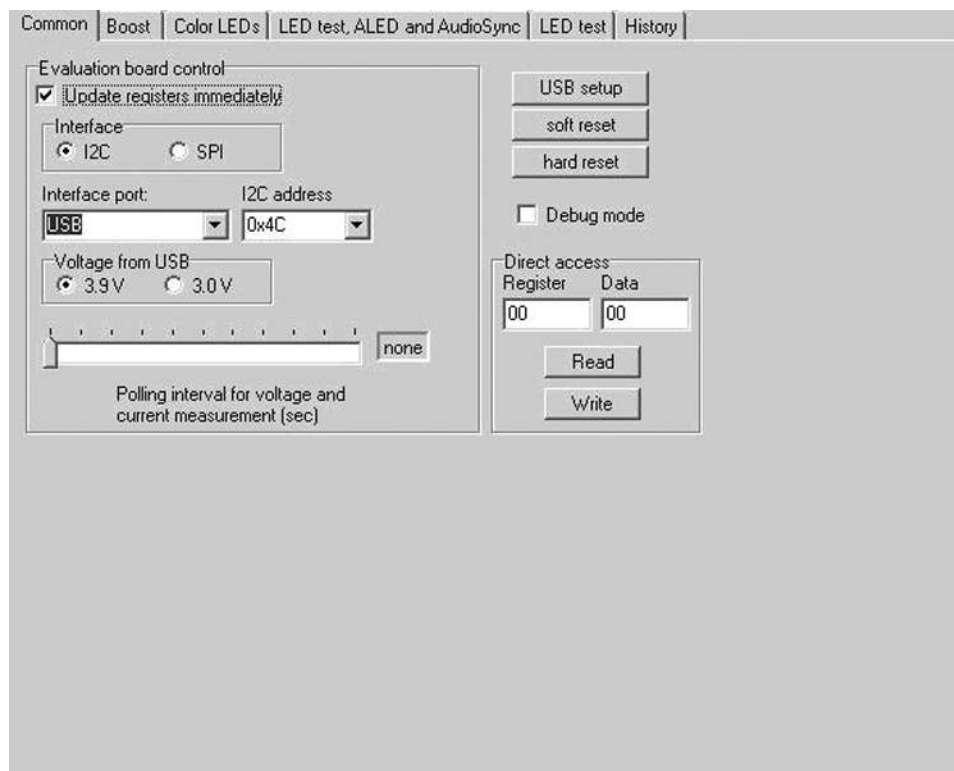 Common Boost Color LEDs LED test, ALED and AudioSync LED test History
Evaluation board control
Update registers immediately
Interface
I2C SPI
Interface port: I2C address
USB 0x4C
Voltage from USB
3.9 V 3.0 V
none
Polling interval for voltage and
current measurement (sec)
USB setup
soft reset
hard reset
Debug mode
Direct access
Register Data
00 00
Read
Write